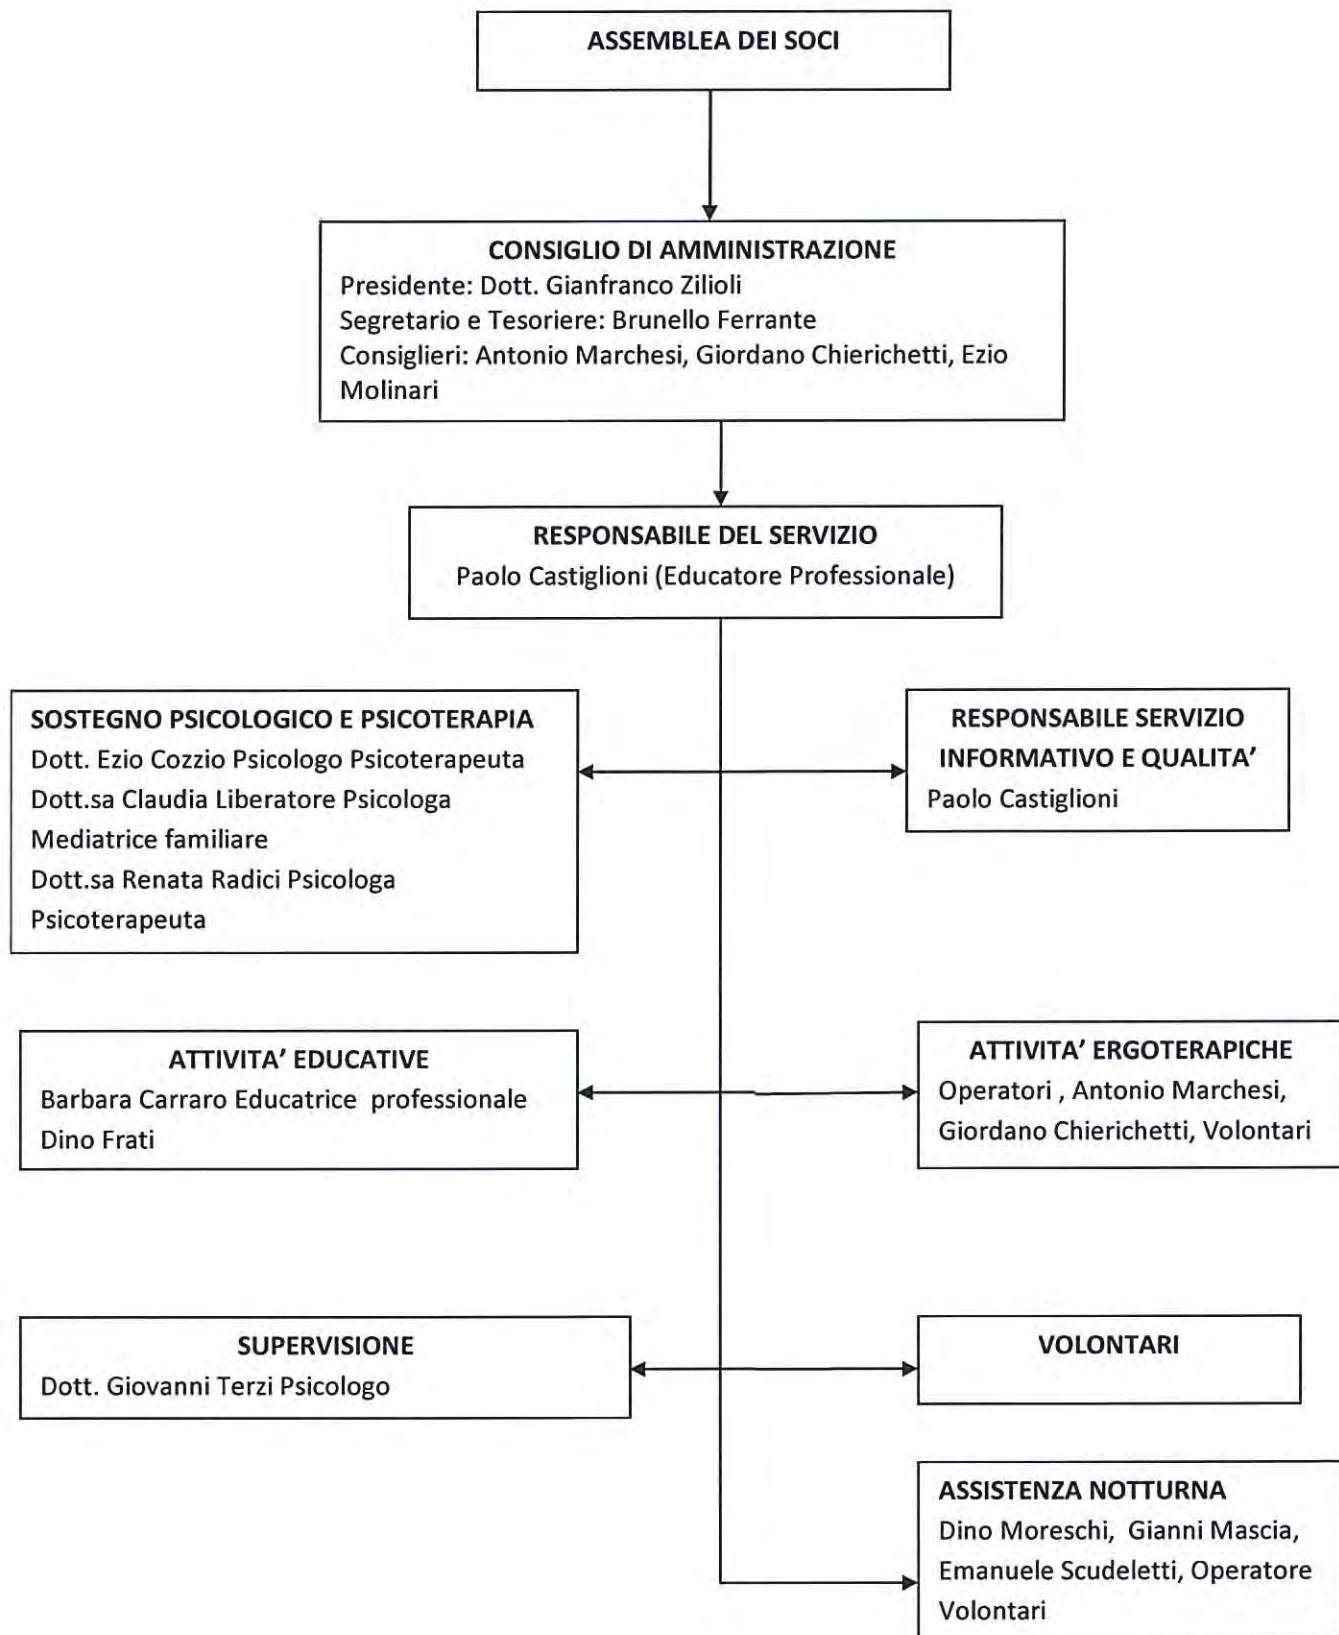 ASSEMBLEA DEI SOCI
CONSIGLIO DI AMMINISTRAZIONE
Presidente: Dott. Gianfranco Zilioli
Segretario e Tesoriere: Brunello Ferrante
Consiglieri: Antonio Marchesi, Giordano Chierichetti, Ezio
Molinari
RESPONSABILE DEL SERVIZIO
Paolo Castiglioni (Educatore Professionale)
SOSTEGNO PSICOLOGICO E PSICOTERAPIA
Dott. Ezio Cozzio Psicologo Psicoterapeuta
Dott.sa Claudia Liberatore Psicologa
Mediatrice familiare
Dott.sa Renata Radici Psicologa
Psicoterapeuta
RESPONSABILE SERVIZIO
INFORMATIVO E QUALITA’
Paolo Castiglioni
ATTIVITA’ EDUCATIVE
Barbara Carraro Educatrice  professionale
Dino Frati
ATTIVITA’ ERGOTERAPICHE
Operatori , Antonio Marchesi,
Giordano Chierichetti, Volontari
SUPERVISIONE
Dott. Giovanni Terzi Psicologo
VOLONTARI
ASSISTENZA NOTTURNA
Dino Moreschi,  Gianni Mascia,
Emanuele Scudeletti, Operatore
Volontari